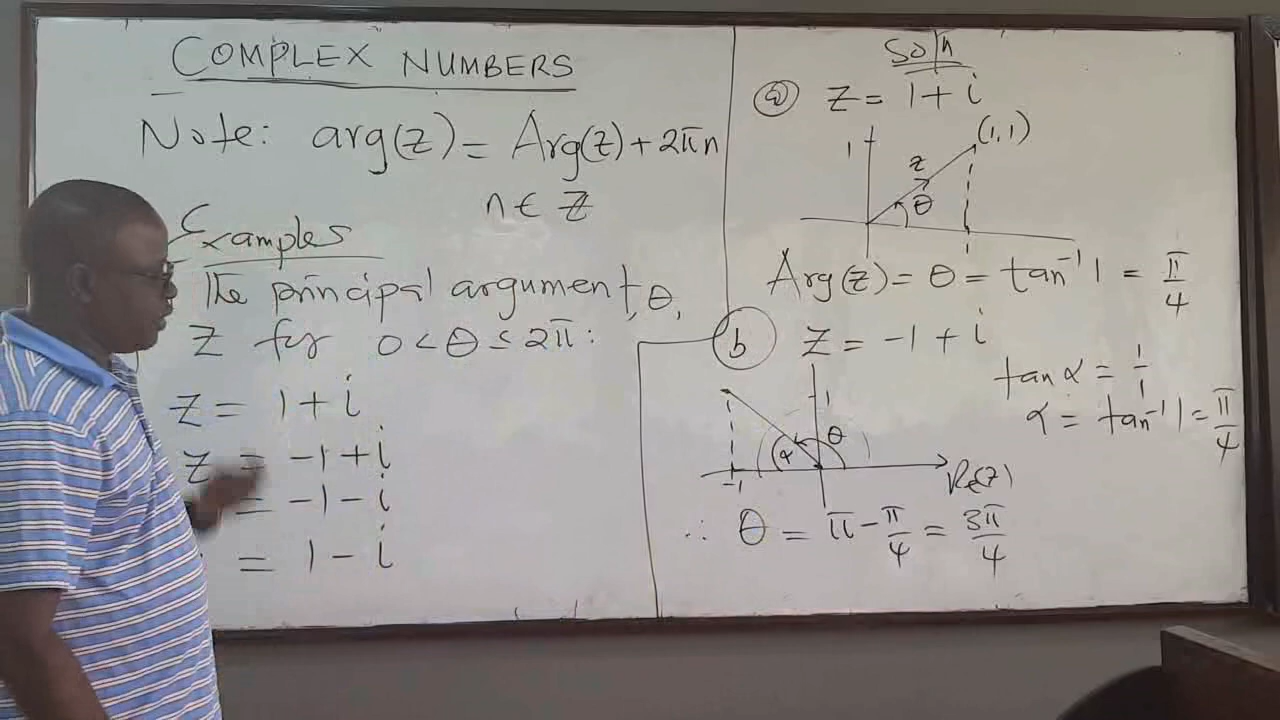 COMPLEX NUMBERS
Note: arg(z) = Arg(z) + 2πn
n ∈ Z
Examples
The principal argument, θ,
z for 0 < θ ≤ 2π:
z = 1 + i
z = -1 + i
= -1 - i
= 1 - i
Soln
(a) z = 1 + i
(1, 1)
1
z
θ
Arg(z) = θ = tan⁻¹ 1 = π/4
(b) z = -1 + i
tan α = 1/1
α = tan⁻¹ 1 = π/4
1
θ
α
-1
Re(z)
∴ θ = π - π/4 = 3π/4